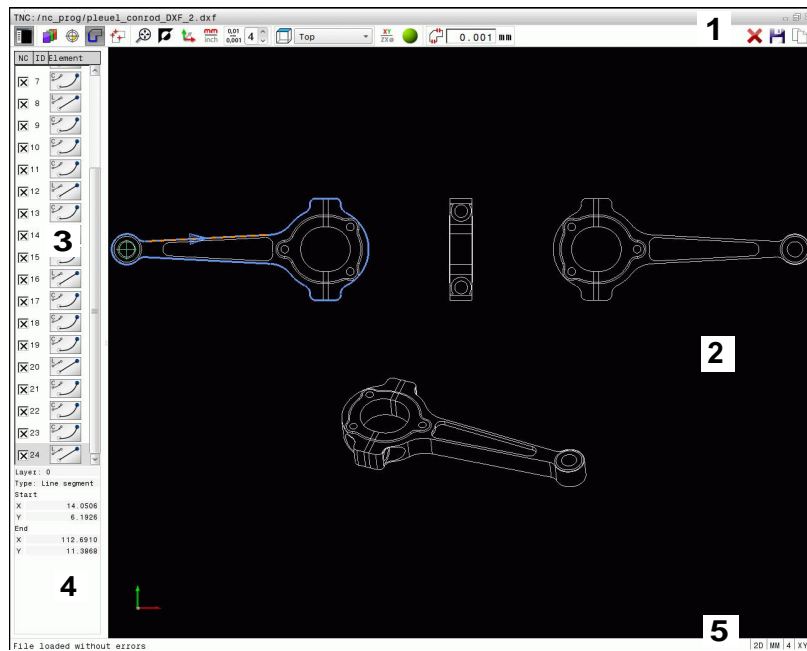 TNC:/nc_prog/pleuel_conrod_DXF_2.dxf
mm inch 0,01 0,001 4 Top XY ZXØ 0.001 mm 1
NC ID Element
7 C
8 L
9 C
10 C
11 C
12 L
13 C
14
3
15
16 L
17 C
18 C
19 C
20 L
21 C
22 C
23 C
24 L
2
Layer: 0
Type: Line segment
Start
X 14.0506
Y 6.1926
End
X 112.6910
Y 11.3868
4
5
File loaded without errors 2D MM 4 XY